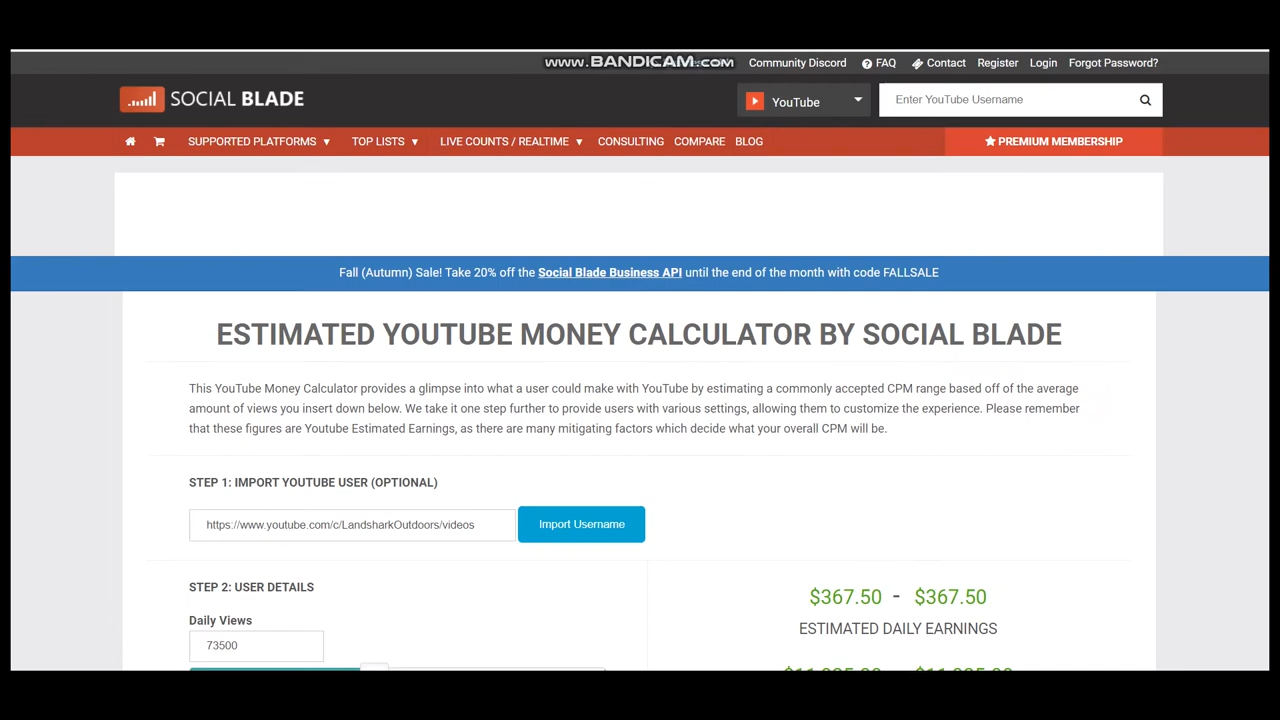 www.BANDICAM.com
Community Discord FAQ Contact Register Login Forgot Password?
SOCIAL BLADE
YouTube
Enter YouTube Username
SUPPORTED PLATFORMS TOP LISTS LIVE COUNTS / REALTIME CONSULTING COMPARE BLOG PREMIUM MEMBERSHIP
Fall (Autumn) Sale! Take 20% off the Social Blade Business API until the end of the month with code FALLSALE
ESTIMATED YOUTUBE MONEY CALCULATOR BY SOCIAL BLADE
This YouTube Money Calculator provides a glimpse into what a user could make with YouTube by estimating a commonly accepted CPM range based off of the average
amount of views you insert down below. We take it one step further to provide users with various settings, allowing them to customize the experience. Please remember
that these figures are Youtube Estimated Earnings, as there are many mitigating factors which decide what your overall CPM will be.
STEP 1: IMPORT YOUTUBE USER (OPTIONAL)
https://www.youtube.com/c/LandsharkOutdoors/videos
Import Username
STEP 2: USER DETAILS
Daily Views
73500
$367.50 - $367.50
ESTIMATED DAILY EARNINGS